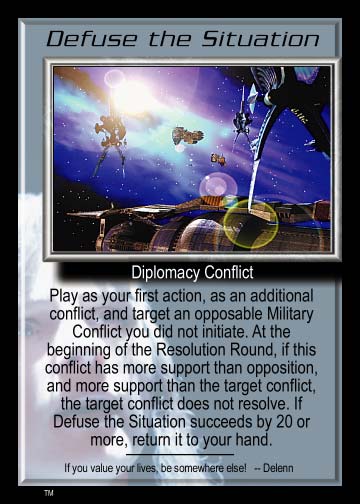 Defuse the Situation
Diplomacy Conflict
Play as your first action, as an additional
conflict, and target an opposable Military
Conflict you did not initiate. At the
beginning of the Resolution Round, if this
conflict has more support than opposition,
and more support than the target conflict,
the target conflict does not resolve. If
Defuse the Situation succeeds by 20 or
more, return it to your hand.
If you value your lives, be somewhere else!  -- Delenn
TM